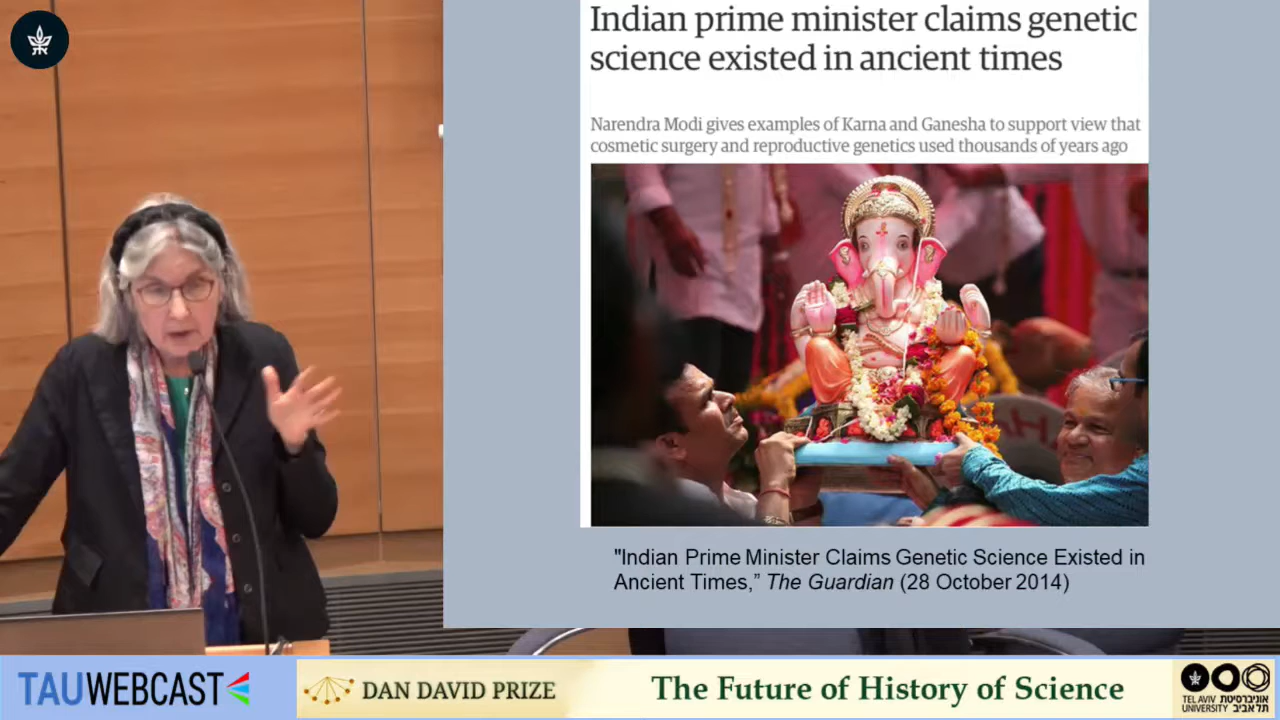 Indian prime minister claims genetic
science existed in ancient times
Narendra Modi gives examples of Karna and Ganesha to support view that
cosmetic surgery and reproductive genetics used thousands of years ago
"Indian Prime Minister Claims Genetic Science Existed in
Ancient Times,” The Guardian (28 October 2014)
TAUWEBCAST
DAN DAVID PRIZE
The Future of History of Science
TEL AVIV אוניברסיטת
UNIVERSITY תל אביב